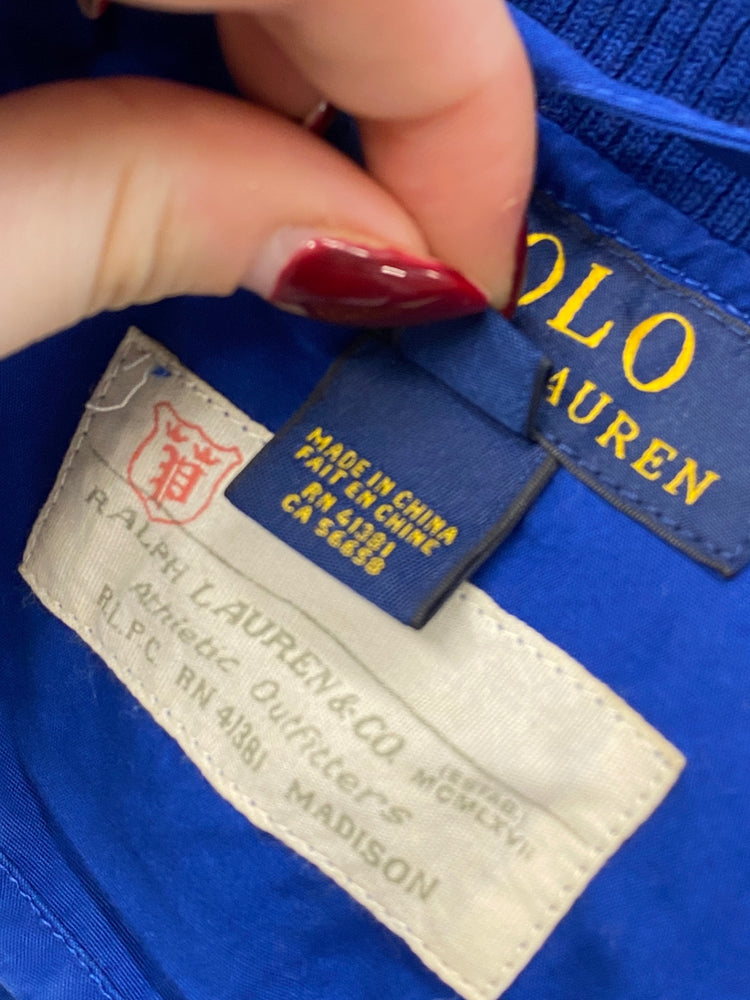 OLO
AUREN
MADE IN CHINA
FAIT EN CHINE
RN 41381
CA 56658
P
RALPH LAUREN & CO.
(ESTAB.)
MCMLXVII
Athletic Outfitters
R.L.P.C. RN 41381 MADISON